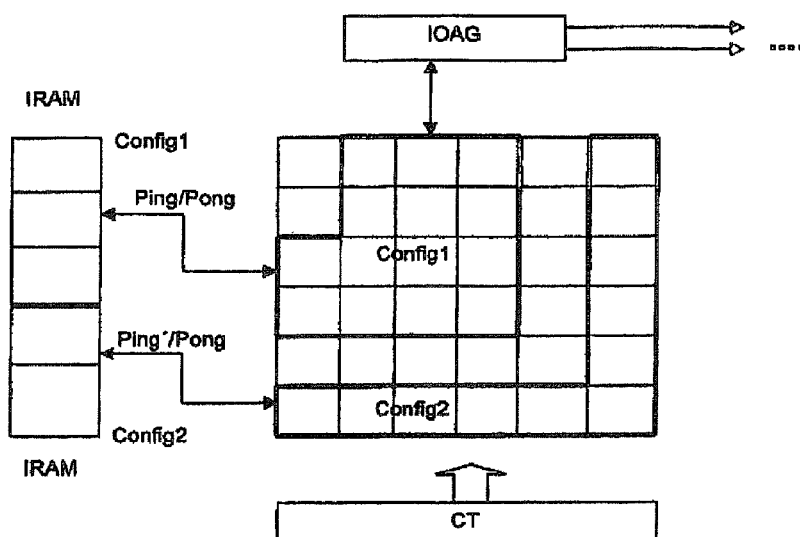 IOAG
IRAM
Config1
Ping/Pong
Config1
Ping´/Pong
Config2
Config2
IRAM
CT